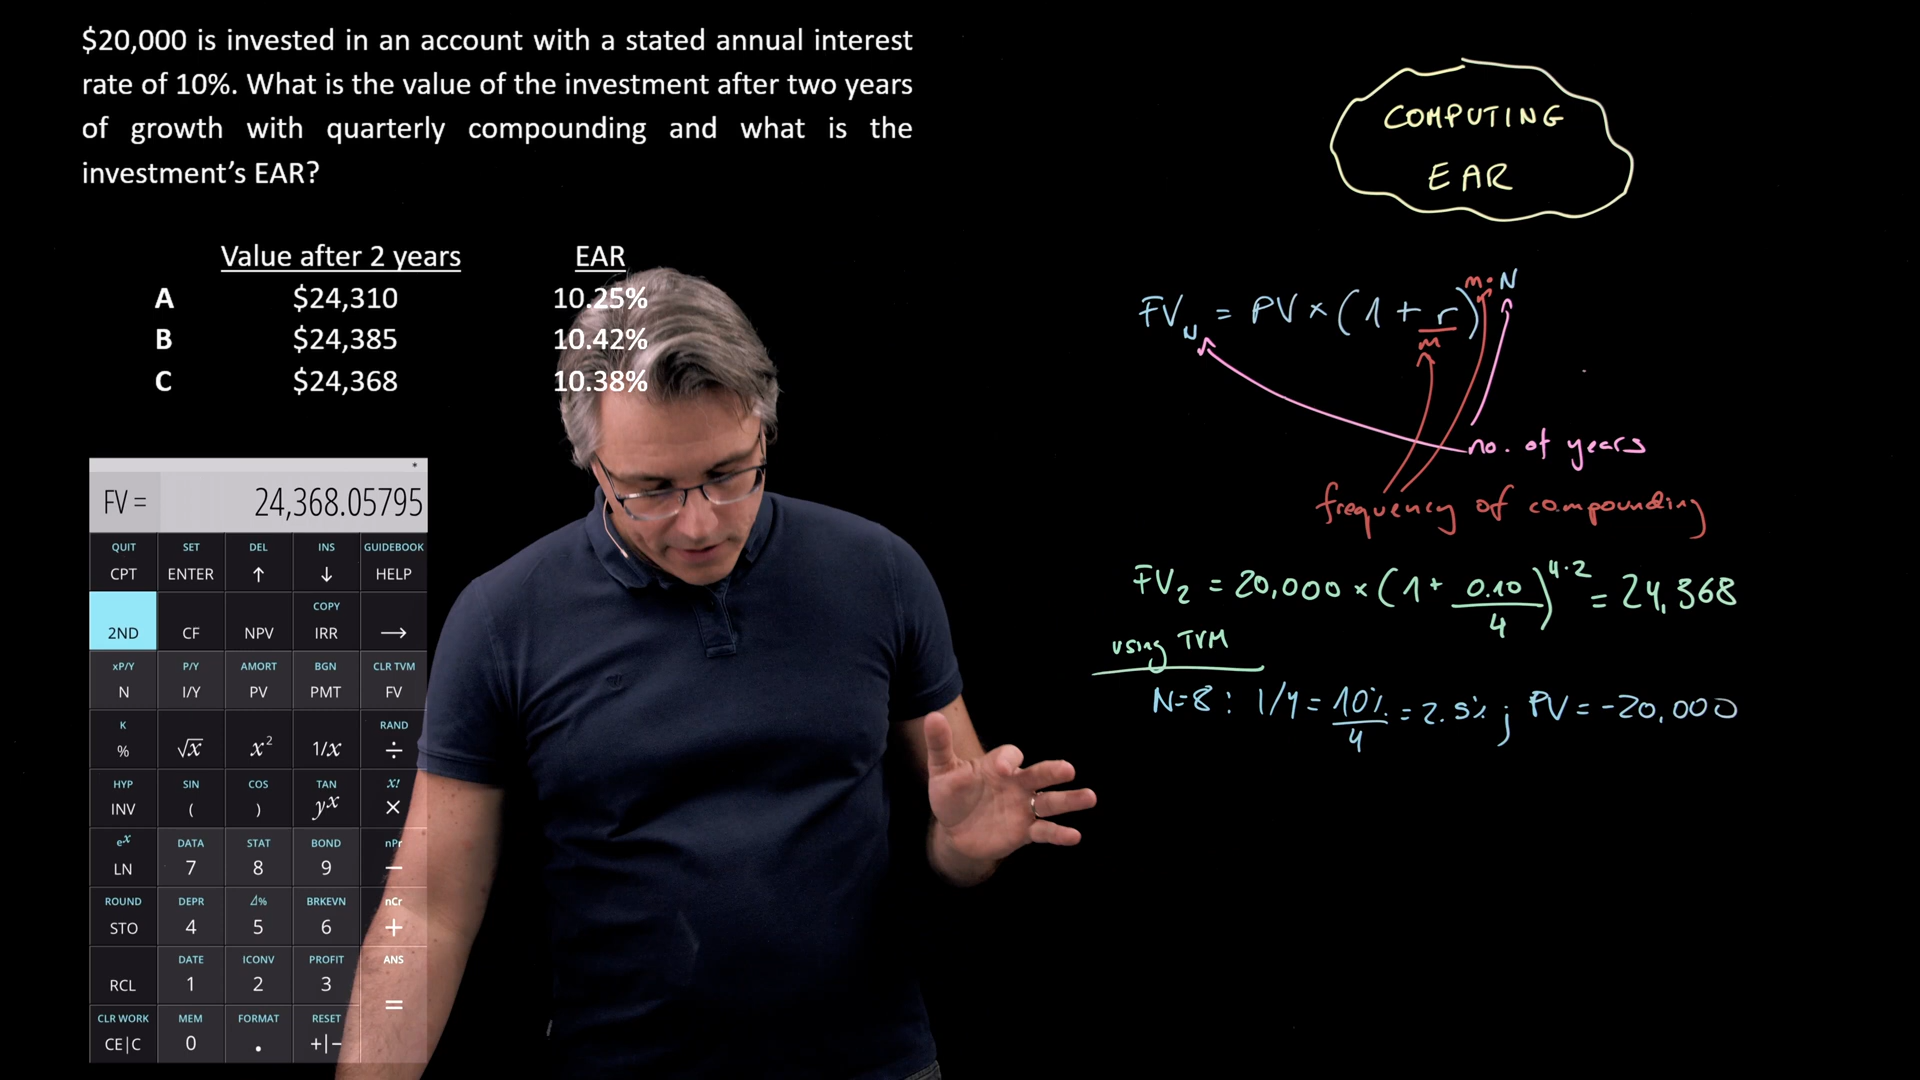 $20,000 is invested in an account with a stated annual interest
rate of 10%. What is the value of the investment after two years
of growth with quarterly compounding and what is the
investment's EAR?
Value after 2 years EAR
A $24,310 10.25%
B $24,385 10.42%
C $24,368 10.38%
COMPUTING
EAR
FV_N = PV × (1 + r/m)^m·N
no. of years
frequency of compounding
FV₂ = 20,000 × (1 + 0.10/4)^4·2 = 24,368
using TVM
N=8 : I/Y = 10%/4 = 2.5% ; PV = -20,000
*
FV = 24,368.05795
QUIT SET DEL INS GUIDEBOOK
CPT ENTER ↑ ↓ HELP
COPY
2ND CF NPV IRR →
xP/Y P/Y AMORT BGN CLR TVM
N I/Y PV PMT FV
K RAND
% √x x² 1/x ÷
HYP SIN COS TAN x!
INV ( ) yˣ ×
eˣ DATA STAT BOND nPr
LN 7 8 9 −
ROUND DEPR Δ% BRKEVN nCr
STO 4 5 6 +
DATE ICONV PROFIT ANS
RCL 1 2 3 =
CLR WORK MEM FORMAT RESET
CE|C 0 . +|−